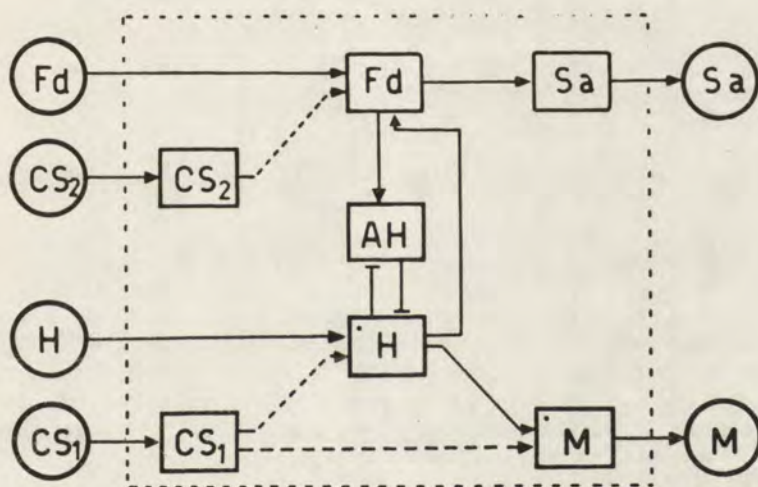 Fd Fd Sa Sa
CS₂ CS₂
AH
H H
CS₁ CS₁ M M